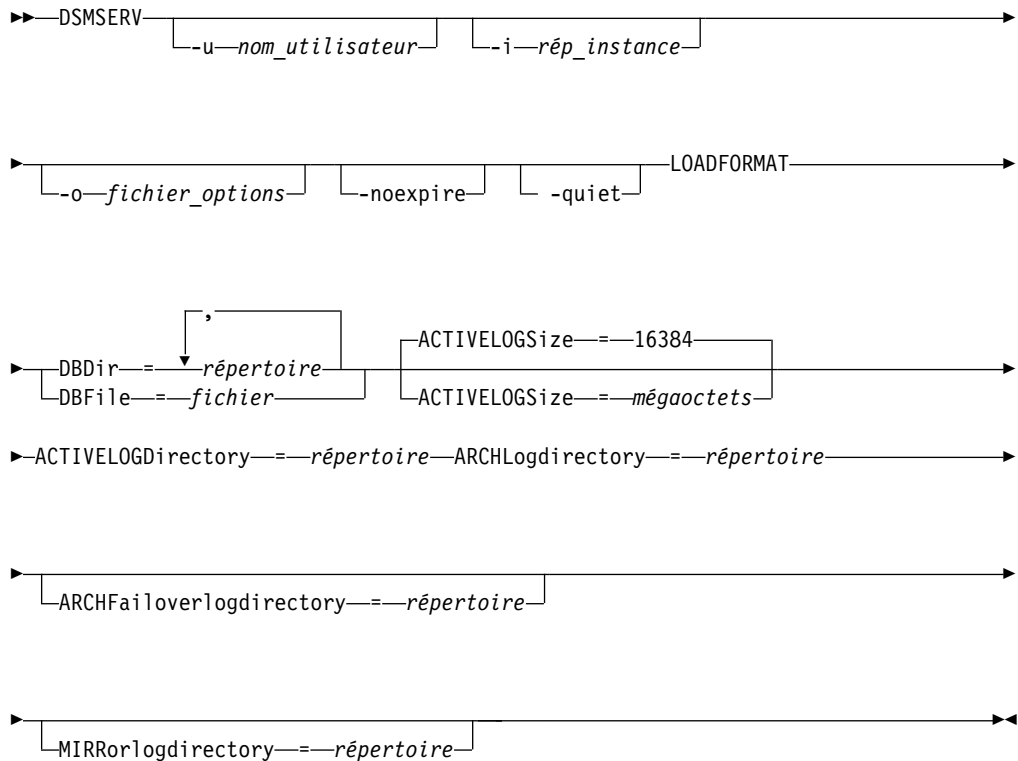 DSMSERV
-u nom_utilisateur -i rép_instance
LOADFORMAT
-o fichier_options -noexpire -quiet
,
ACTIVELOGSize = 16384
DBDir = répertoire
DBFile = fichier ACTIVELOGSize = mégaoctets
ACTIVELOGDirectory = répertoire ARCHLogdirectory = répertoire
ARCHFailoverlogdirectory = répertoire
MIRRorlogdirectory = répertoire